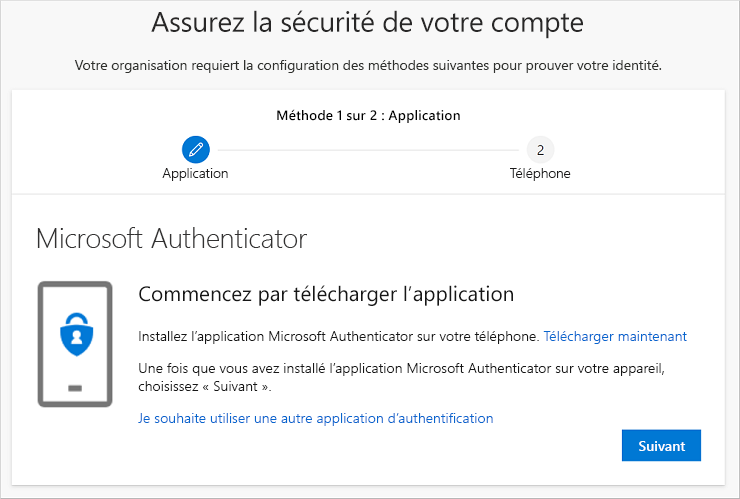 Assurez la sécurité de votre compte
Votre organisation requiert la configuration des méthodes suivantes pour prouver votre identité.
Méthode 1 sur 2 : Application
2
Application
Téléphone
Microsoft Authenticator
Commencez par télécharger l’application
Installez l’application Microsoft Authenticator sur votre téléphone. Télécharger maintenant
Une fois que vous avez installé l’application Microsoft Authenticator sur votre appareil,
choisissez « Suivant ».
Je souhaite utiliser une autre application d’authentification
Suivant